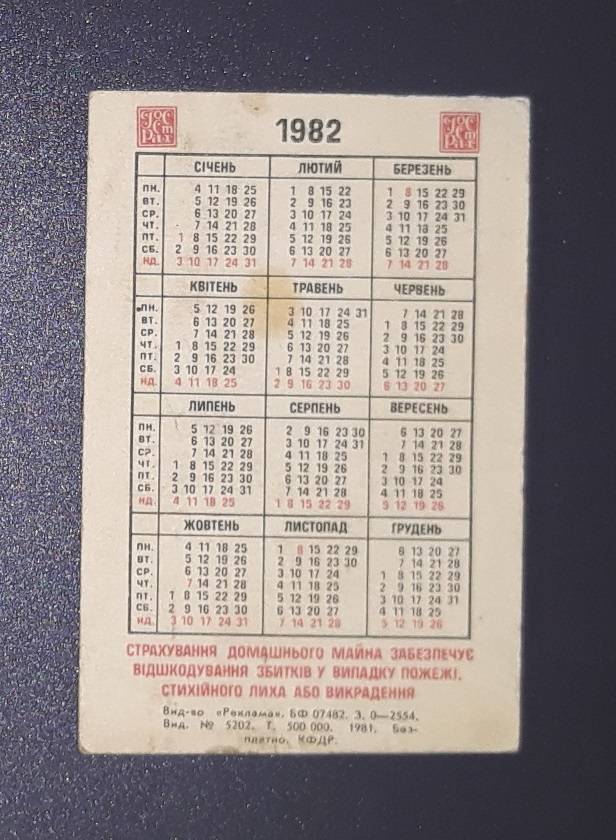 Гос Стр Рах 1982 Гос Стр Рах
СІЧЕНЬ ЛЮТИЙ БЕРЕЗЕНЬ
ПН. 4 11 18 25 1 8 15 22 1 8 15 22 29
ВТ. 5 12 19 26 2 9 16 23 2 9 16 23 30
СР. 6 13 20 27 3 10 17 24 3 10 17 24 31
ЧТ. 7 14 21 28 4 11 18 25 4 11 18 25
ПТ. 1 8 15 22 29 5 12 19 26 5 12 19 26
СБ. 2 9 16 23 30 6 13 20 27 6 13 20 27
НД. 3 10 17 24 31 7 14 21 28 7 14 21 28
КВІТЕНЬ ТРАВЕНЬ ЧЕРВЕНЬ
ПН. 5 12 19 26 3 10 17 24 31 7 14 21 28
ВТ. 6 13 20 27 4 11 18 25 1 8 15 22 29
СР. 7 14 21 28 5 12 19 26 2 9 16 23 30
ЧТ. 1 8 15 22 29 6 13 20 27 3 10 17 24
ПТ. 2 9 16 23 30 7 14 21 28 4 11 18 25
СБ. 3 10 17 24 1 8 15 22 29 5 12 19 26
НД. 4 11 18 25 2 9 16 23 30 6 13 20 27
ЛИПЕНЬ СЕРПЕНЬ ВЕРЕСЕНЬ
ПН. 5 12 19 26 2 9 16 23 30 6 13 20 27
ВТ. 6 13 20 27 3 10 17 24 31 7 14 21 28
СР. 7 14 21 28 4 11 18 25 1 8 15 22 29
ЧТ. 1 8 15 22 29 5 12 19 26 2 9 16 23 30
ПТ. 2 9 16 23 30 6 13 20 27 3 10 17 24
СБ. 3 10 17 24 31 7 14 21 28 4 11 18 25
НД. 4 11 18 25 1 8 15 22 29 5 12 19 26
ЖОВТЕНЬ ЛИСТОПАД ГРУДЕНЬ
ПН. 4 11 18 25 1 8 15 22 29 6 13 20 27
ВТ. 5 12 19 26 2 9 16 23 30 7 14 21 28
СР. 6 13 20 27 3 10 17 24 1 8 15 22 29
ЧТ. 7 14 21 28 4 11 18 25 2 9 16 23 30
ПТ. 1 8 15 22 29 5 12 19 26 3 10 17 24 31
СБ. 2 9 16 23 30 6 13 20 27 4 11 18 25
НД. 3 10 17 24 31 7 14 21 28 5 12 19 26
СТРАХУВАННЯ ДОМАШНЬОГО МАЙНА ЗАБЕЗПЕЧУЄ
ВІДШКОДУВАННЯ ЗБИТКІВ У ВИПАДКУ ПОЖЕЖІ,
СТИХІЙНОГО ЛИХА АБО ВИКРАДЕННЯ
Вид-во «Реклама». БФ 07482. З. 0—2554.
Вид. № 5202. Т. 500 000. 1981. Без-
платно. КФДР.